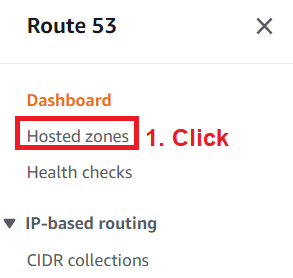 Route 53
Dashboard
Hosted zones 1. Click
Health checks
IP-based routing
CIDR collections